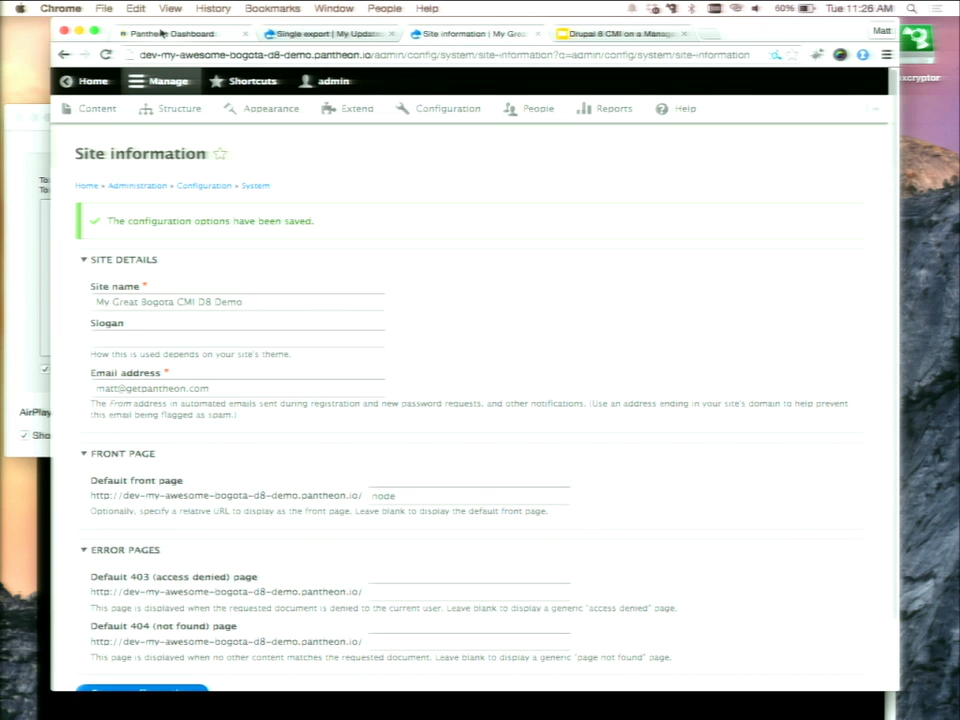 Chrome File Edit View History Bookmarks Window People Help 60% Tue 11:26 AM
Pantheon Dashboard Single export | My Updat Site information | My Grea Drupal 8 CMI on a Manag Matt
dev-my-awesome-bogota-d8-demo.pantheon.io/admin/config/system/site-information?q=admin/config/system/site-information
Home Manage Shortcuts admin
Content Structure Appearance Extend Configuration People Reports Help
Site information
Home » Administration » Configuration » System
The configuration options have been saved.
SITE DETAILS
Site name *
My Great Bogota CMI D8 Demo
Slogan
How this is used depends on your site's theme.
Email address *
matt@getpantheon.com
The From address in automated emails sent during registration and new password requests, and other notifications. (Use an address ending in your site's domain to help prevent
this email being flagged as spam.)
AirPlay
Sho
FRONT PAGE
Default front page
http://dev-my-awesome-bogota-d8-demo.pantheon.io/ node
Optionally, specify a relative URL to display as the front page. Leave blank to display the default front page.
ERROR PAGES
Default 403 (access denied) page
http://dev-my-awesome-bogota-d8-demo.pantheon.io/
This page is displayed when the requested document is denied to the current user. Leave blank to display a generic "access denied" page.
Default 404 (not found) page
http://dev-my-awesome-bogota-d8-demo.pantheon.io/
This page is displayed when no other content matches the requested document. Leave blank to display a generic "page not found" page.